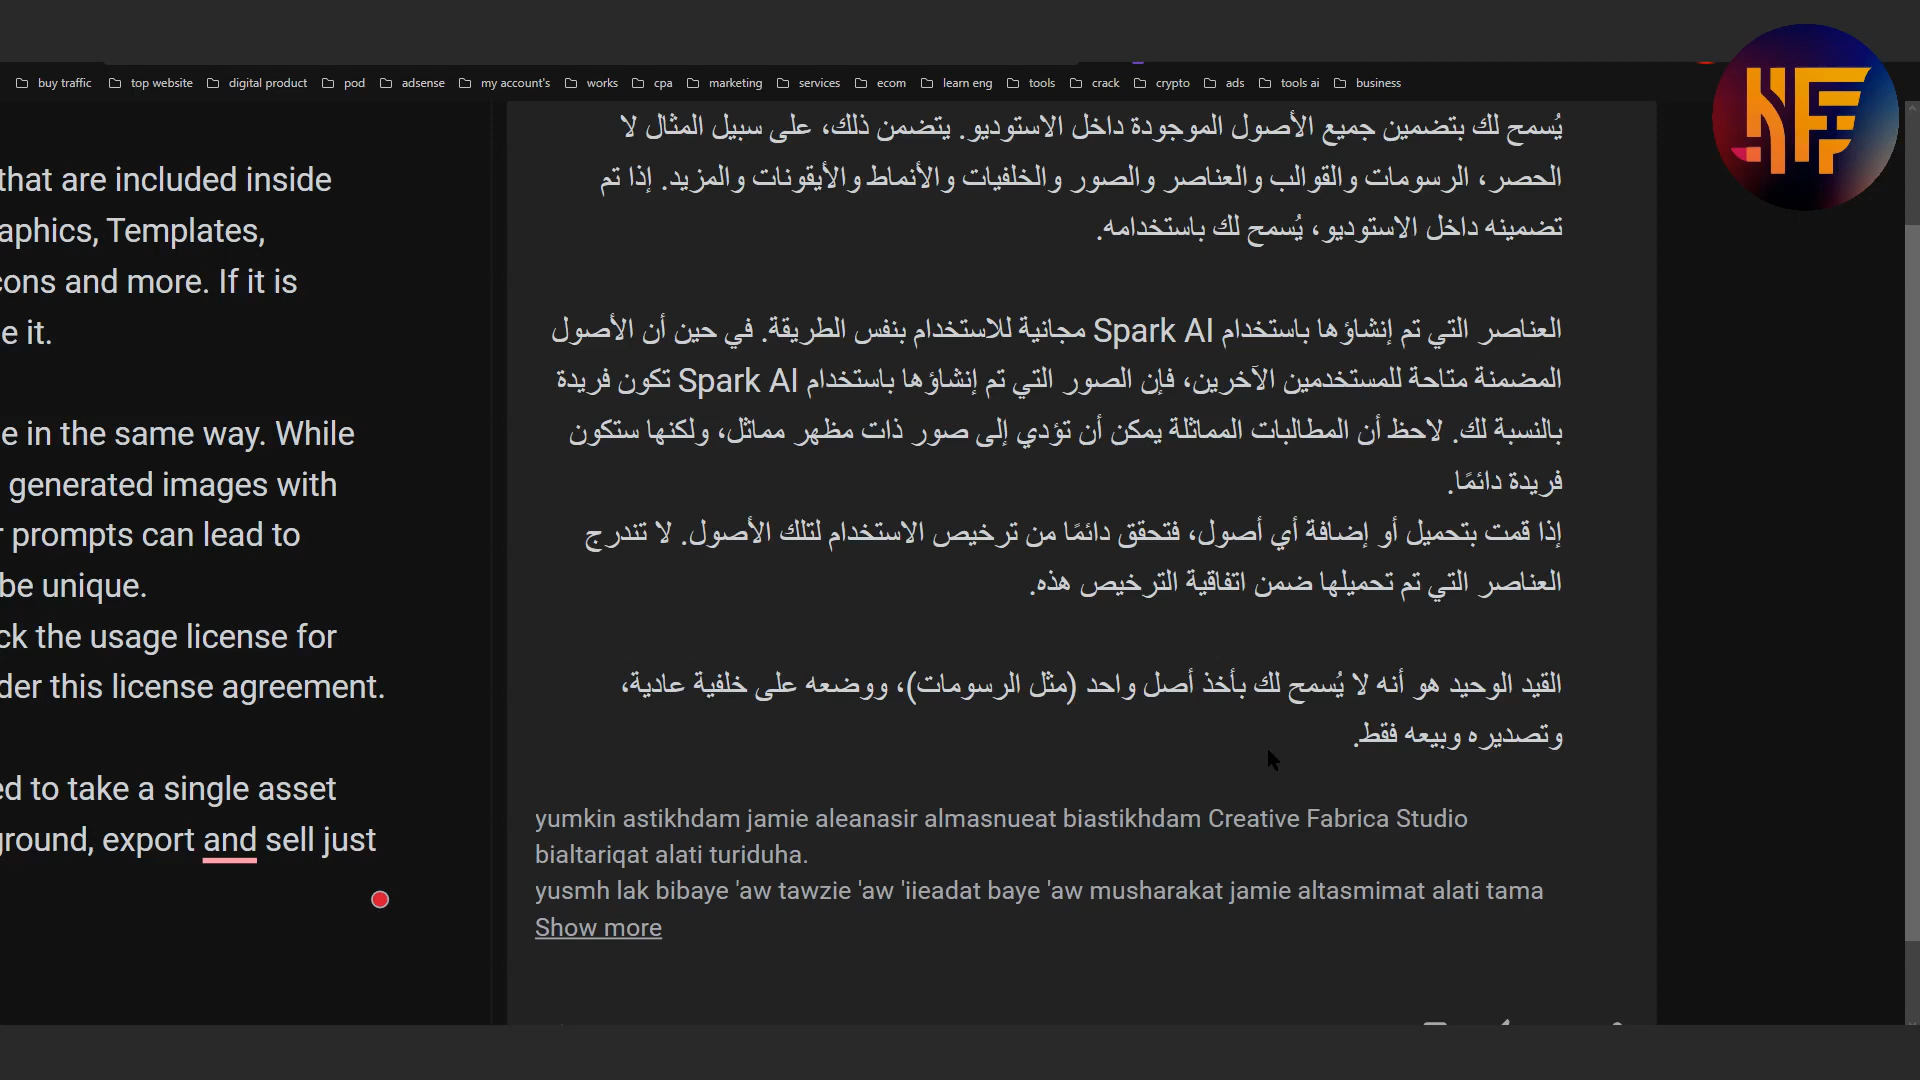 buy traffic top website digital product pod adsense my account's works cpa marketing services ecom learn eng tools crack crypto ads tools ai business
that are included inside
aphics, Templates,
cons and more. If it is
e it.
e in the same way. While
generated images with
r prompts can lead to
be unique.
ck the usage license for
der this license agreement.
ed to take a single asset
ground, export and sell just
يُسمح لك بتضمين جميع الأصول الموجودة داخل الاستوديو. يتضمن ذلك، على سبيل المثال لا
الحصر، الرسومات والقوالب والعناصر والصور والخلفيات والأنماط والأيقونات والمزيد. إذا تم
تضمينه داخل الاستوديو، يُسمح لك باستخدامه.
العناصر التي تم إنشاؤها باستخدام Spark AI مجانية للاستخدام بنفس الطريقة. في حين أن الأصول
المضمنة متاحة للمستخدمين الآخرين، فإن الصور التي تم إنشاؤها باستخدام Spark AI تكون فريدة
بالنسبة لك. لاحظ أن المطالبات المماثلة يمكن أن تؤدي إلى صور ذات مظهر مماثل، ولكنها ستكون
فريدة دائمًا.
إذا قمت بتحميل أو إضافة أي أصول، فتحقق دائمًا من ترخيص الاستخدام لتلك الأصول. لا تندرج
العناصر التي تم تحميلها ضمن اتفاقية الترخيص هذه.
القيد الوحيد هو أنه لا يُسمح لك بأخذ أصل واحد (مثل الرسومات)، ووضعه على خلفية عادية،
وتصديره وبيعه فقط.
yumkin astikhdam jamie aleanasir almasnueat biastikhdam Creative Fabrica Studio
bialtariqat alati turiduha.
yusmh lak bibaye 'aw tawzie 'aw 'iieadat baye 'aw musharakat jamie altasmimat alati tama
Show more